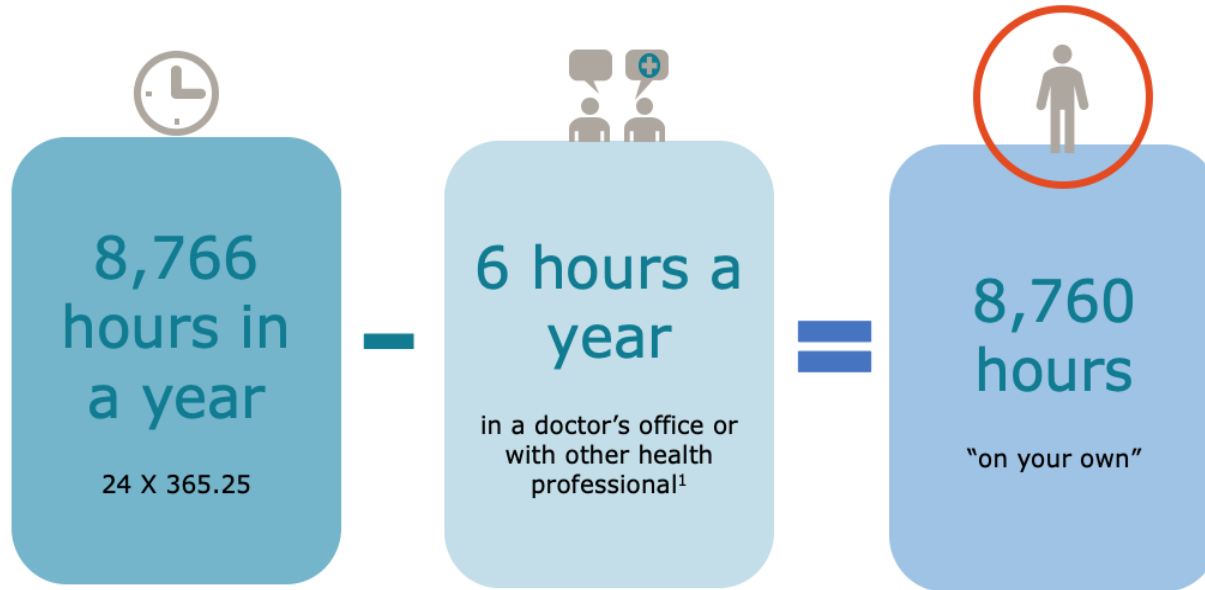 8,766
hours in
a year
24 X 365.25
6 hours a
year
in a doctor’s office or
with other health
professional¹
8,760
hours
“on your own”